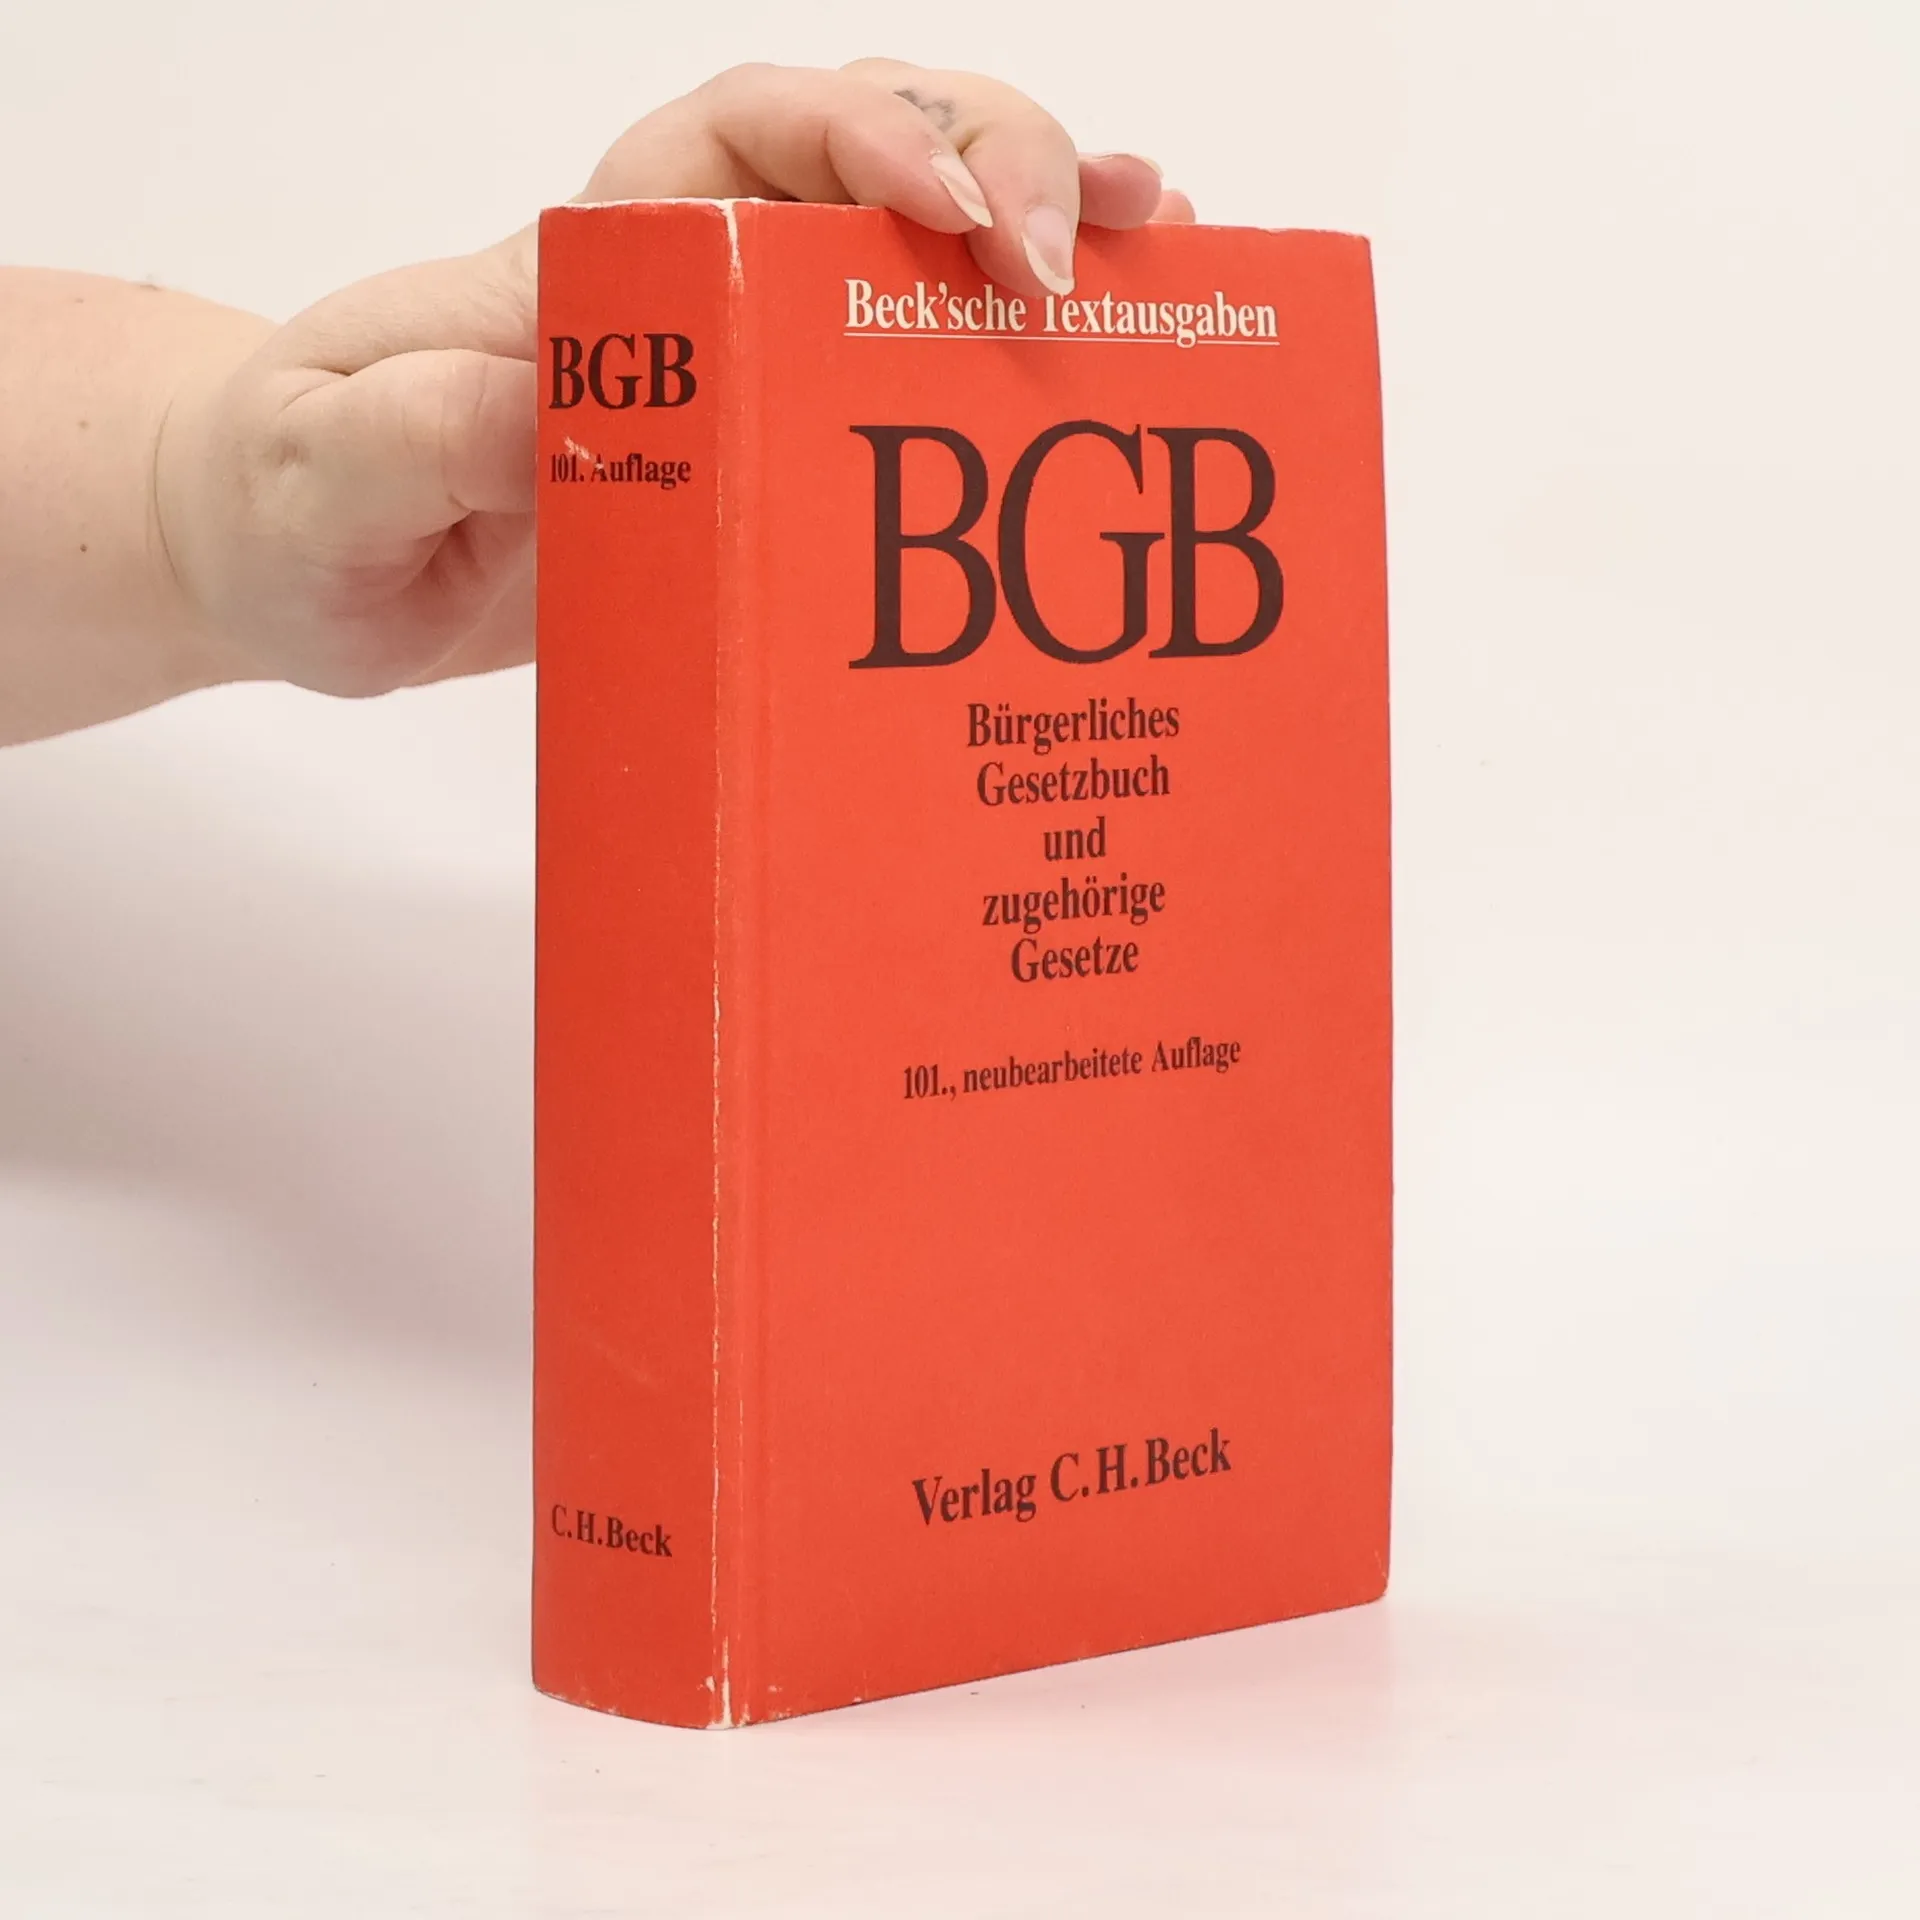 BGB
101. Auflage
C.H.Beck
Beck'sche Textausgaben
BGB
Bürgerliches
Gesetzbuch
und
zugehörige
Gesetze
101., neubearbeitete Auflage
Verlag C.H.Beck